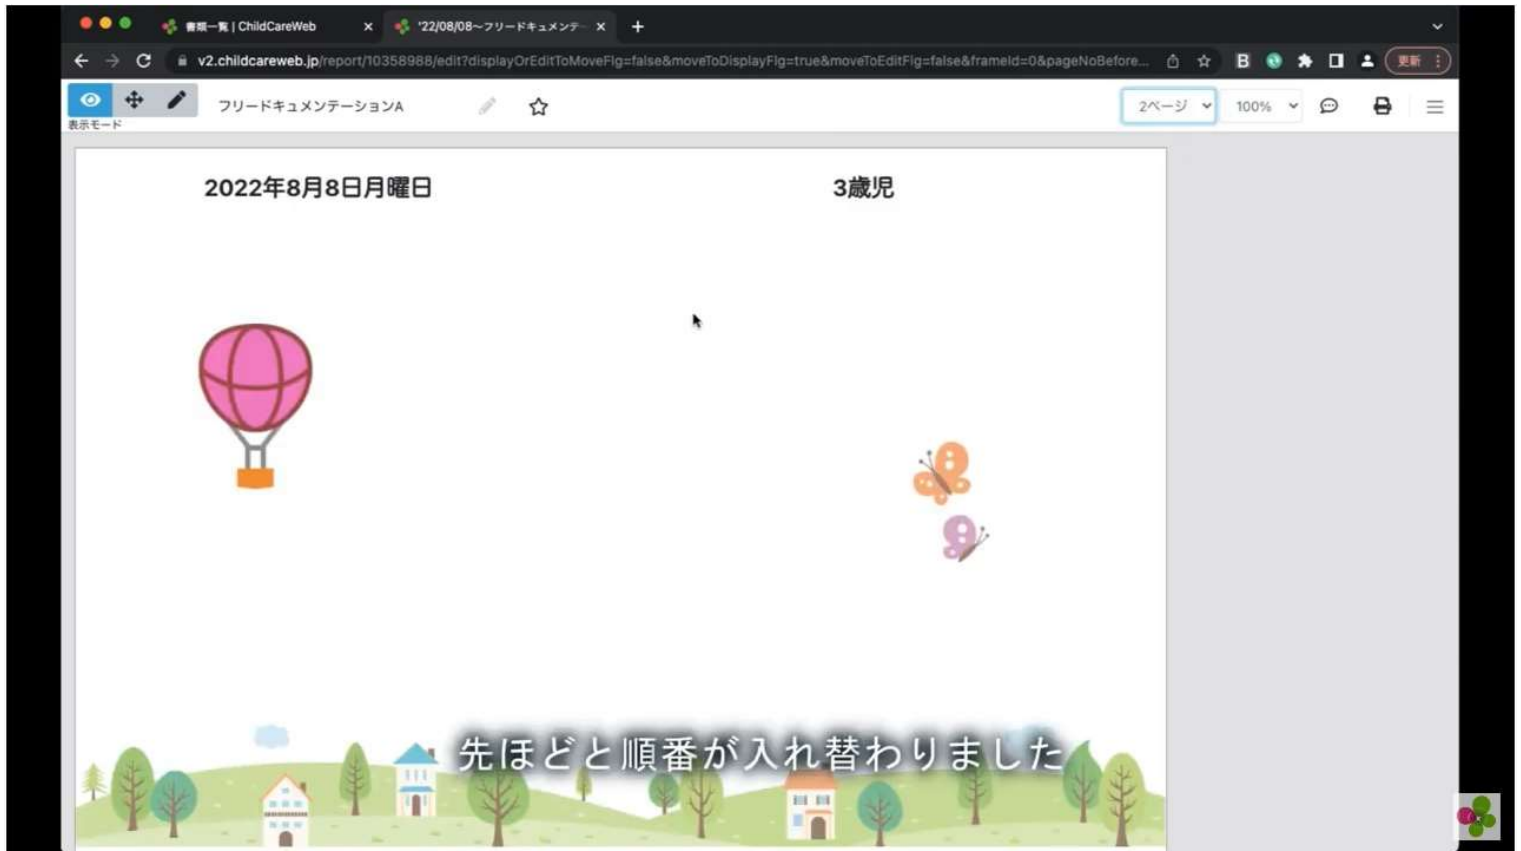 書類一覧 | ChildCareWeb
'22/08/08〜フリードキュメンテ
v2.childcareweb.jp/report/10358988/edit?displayOrEditToMoveFlg=false&moveToDisplayFlg=true&moveToEditFlg=false&frameId=0&pageNoBefore...
B
更新
フリードキュメンテーションA
2ページ
100%
表示モード
2022年8月8日月曜日
3歳児
先ほどと順番が入れ替わりました